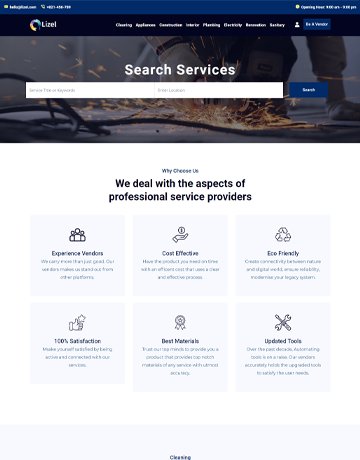 hello@lizel.com +021-456-789 Opening Hours: 9:00 am - 9:00 pm
Lizel Cleaning Appliances Construction Interior Plumbing Electricity Renovation Sanitary Be A Vendor
Search Services
Service Title or Keywords Enter Location Search
Why Choose Us
We deal with the aspects of
professional service providers
Experience Vendors
We carry more than just good. Our
vendors makes us stand out from
other platforms.
Cost Effective
Have the product you need on time
with an efficient cost that uses a clear
and effective process.
Eco Friendly
Create connectivity between nature
and digital world, ensure reliability,
modernise your legacy system.
100% Satisfaction
Make yourself satisfied by being
active and connected with our
services.
Best Materials
Trust our top minds to provide you a
product that provides top notch
materials of any service with utmost
accuracy.
Updated Tools
Over the past decade, Automating
tools is on a raise. Our vendors
accurately holds the upgraded tools
to satisfy the user needs.
Cleaning